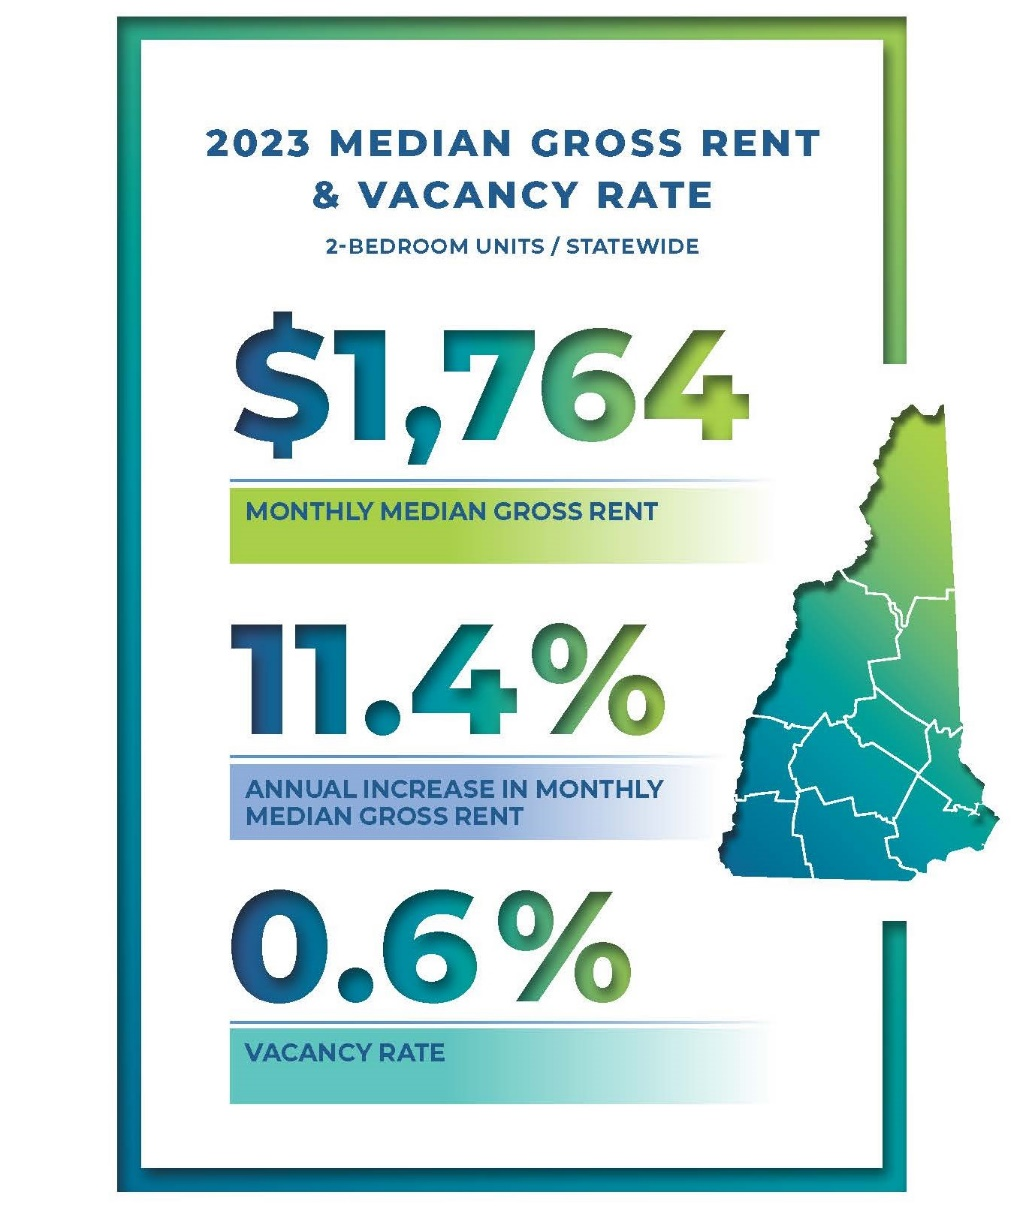 2023 MEDIAN GROSS RENT
& VACANCY RATE
2-BEDROOM UNITS / STATEWIDE
$1,764
MONTHLY MEDIAN GROSS RENT
11.4%
ANNUAL INCREASE IN MONTHLY
MEDIAN GROSS RENT
0.6%
VACANCY RATE